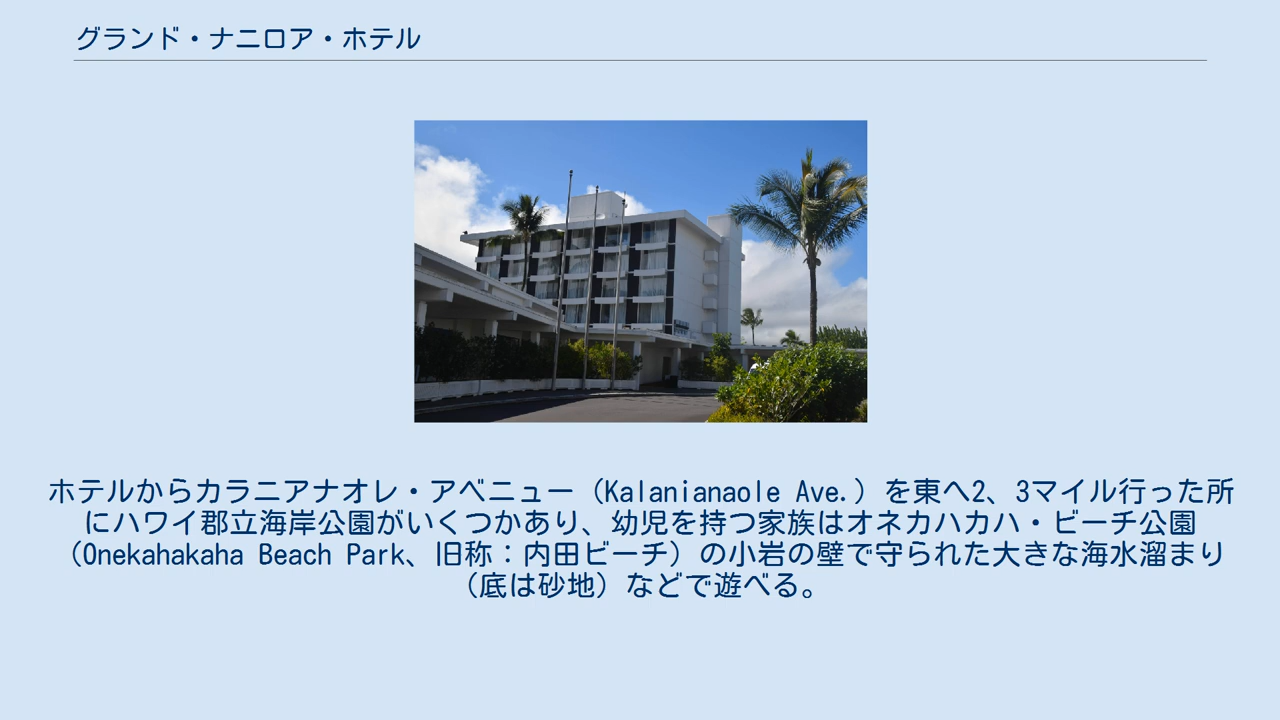 グランド・ナニロア・ホテル
ホテルからカラニアナオレ・アベニュー（Kalanianaole Ave.）を東へ2、3マイル行った所
にハワイ郡立海岸公園がいくつかあり、幼児を持つ家族はオネカハカハ・ビーチ公園
（Onekahakaha Beach Park、旧称：内田ビーチ）の小岩の壁で守られた大きな海水溜まり
（底は砂地）などで遊べる。